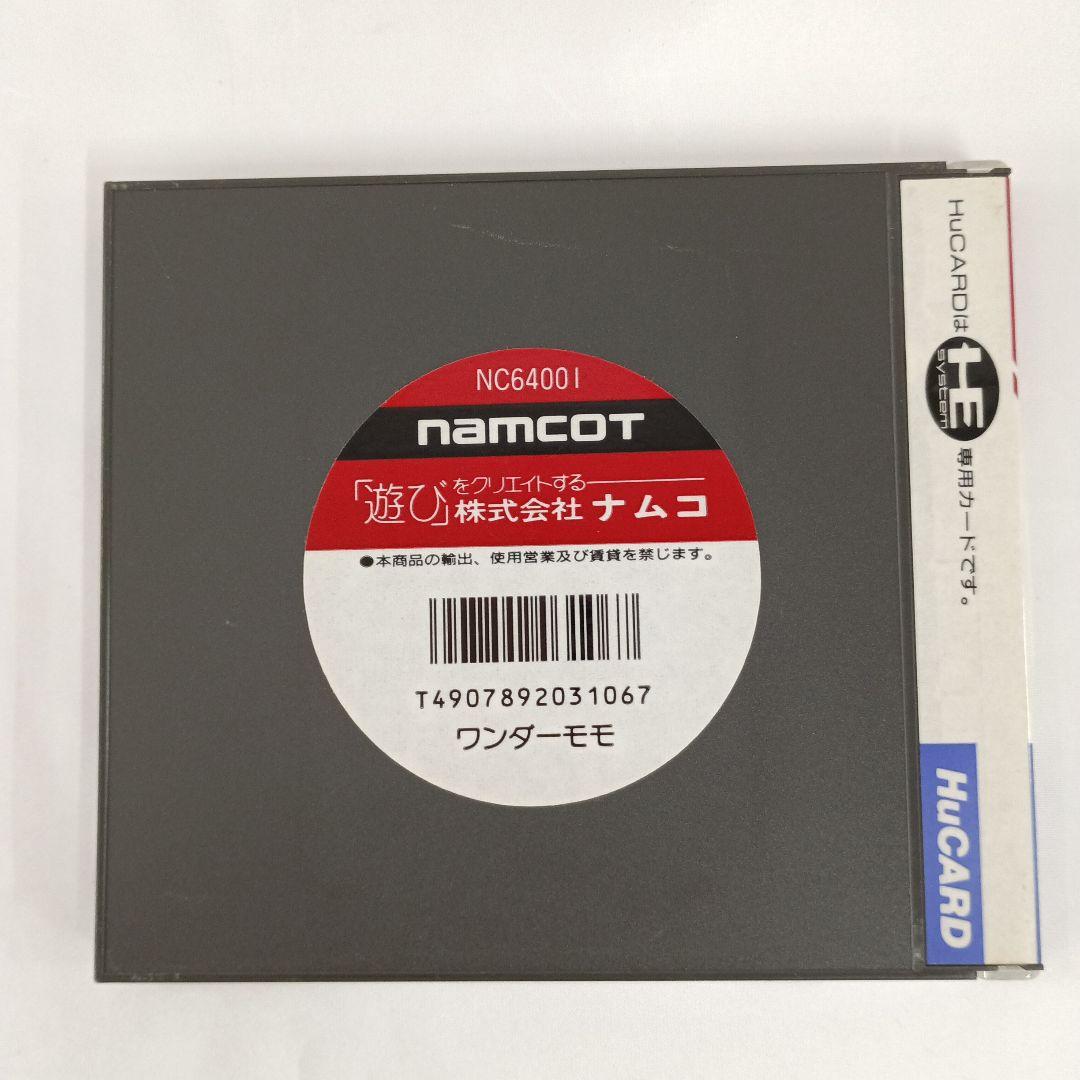 NC64001
namcot
「遊び」をクリエイトする
株式会社ナムコ
●本商品の輸出、使用営業及び賃貸を禁じます。
T4907892031067
ワンダーモモ
HuCARDは HE system 専用カードです。
HuCARD